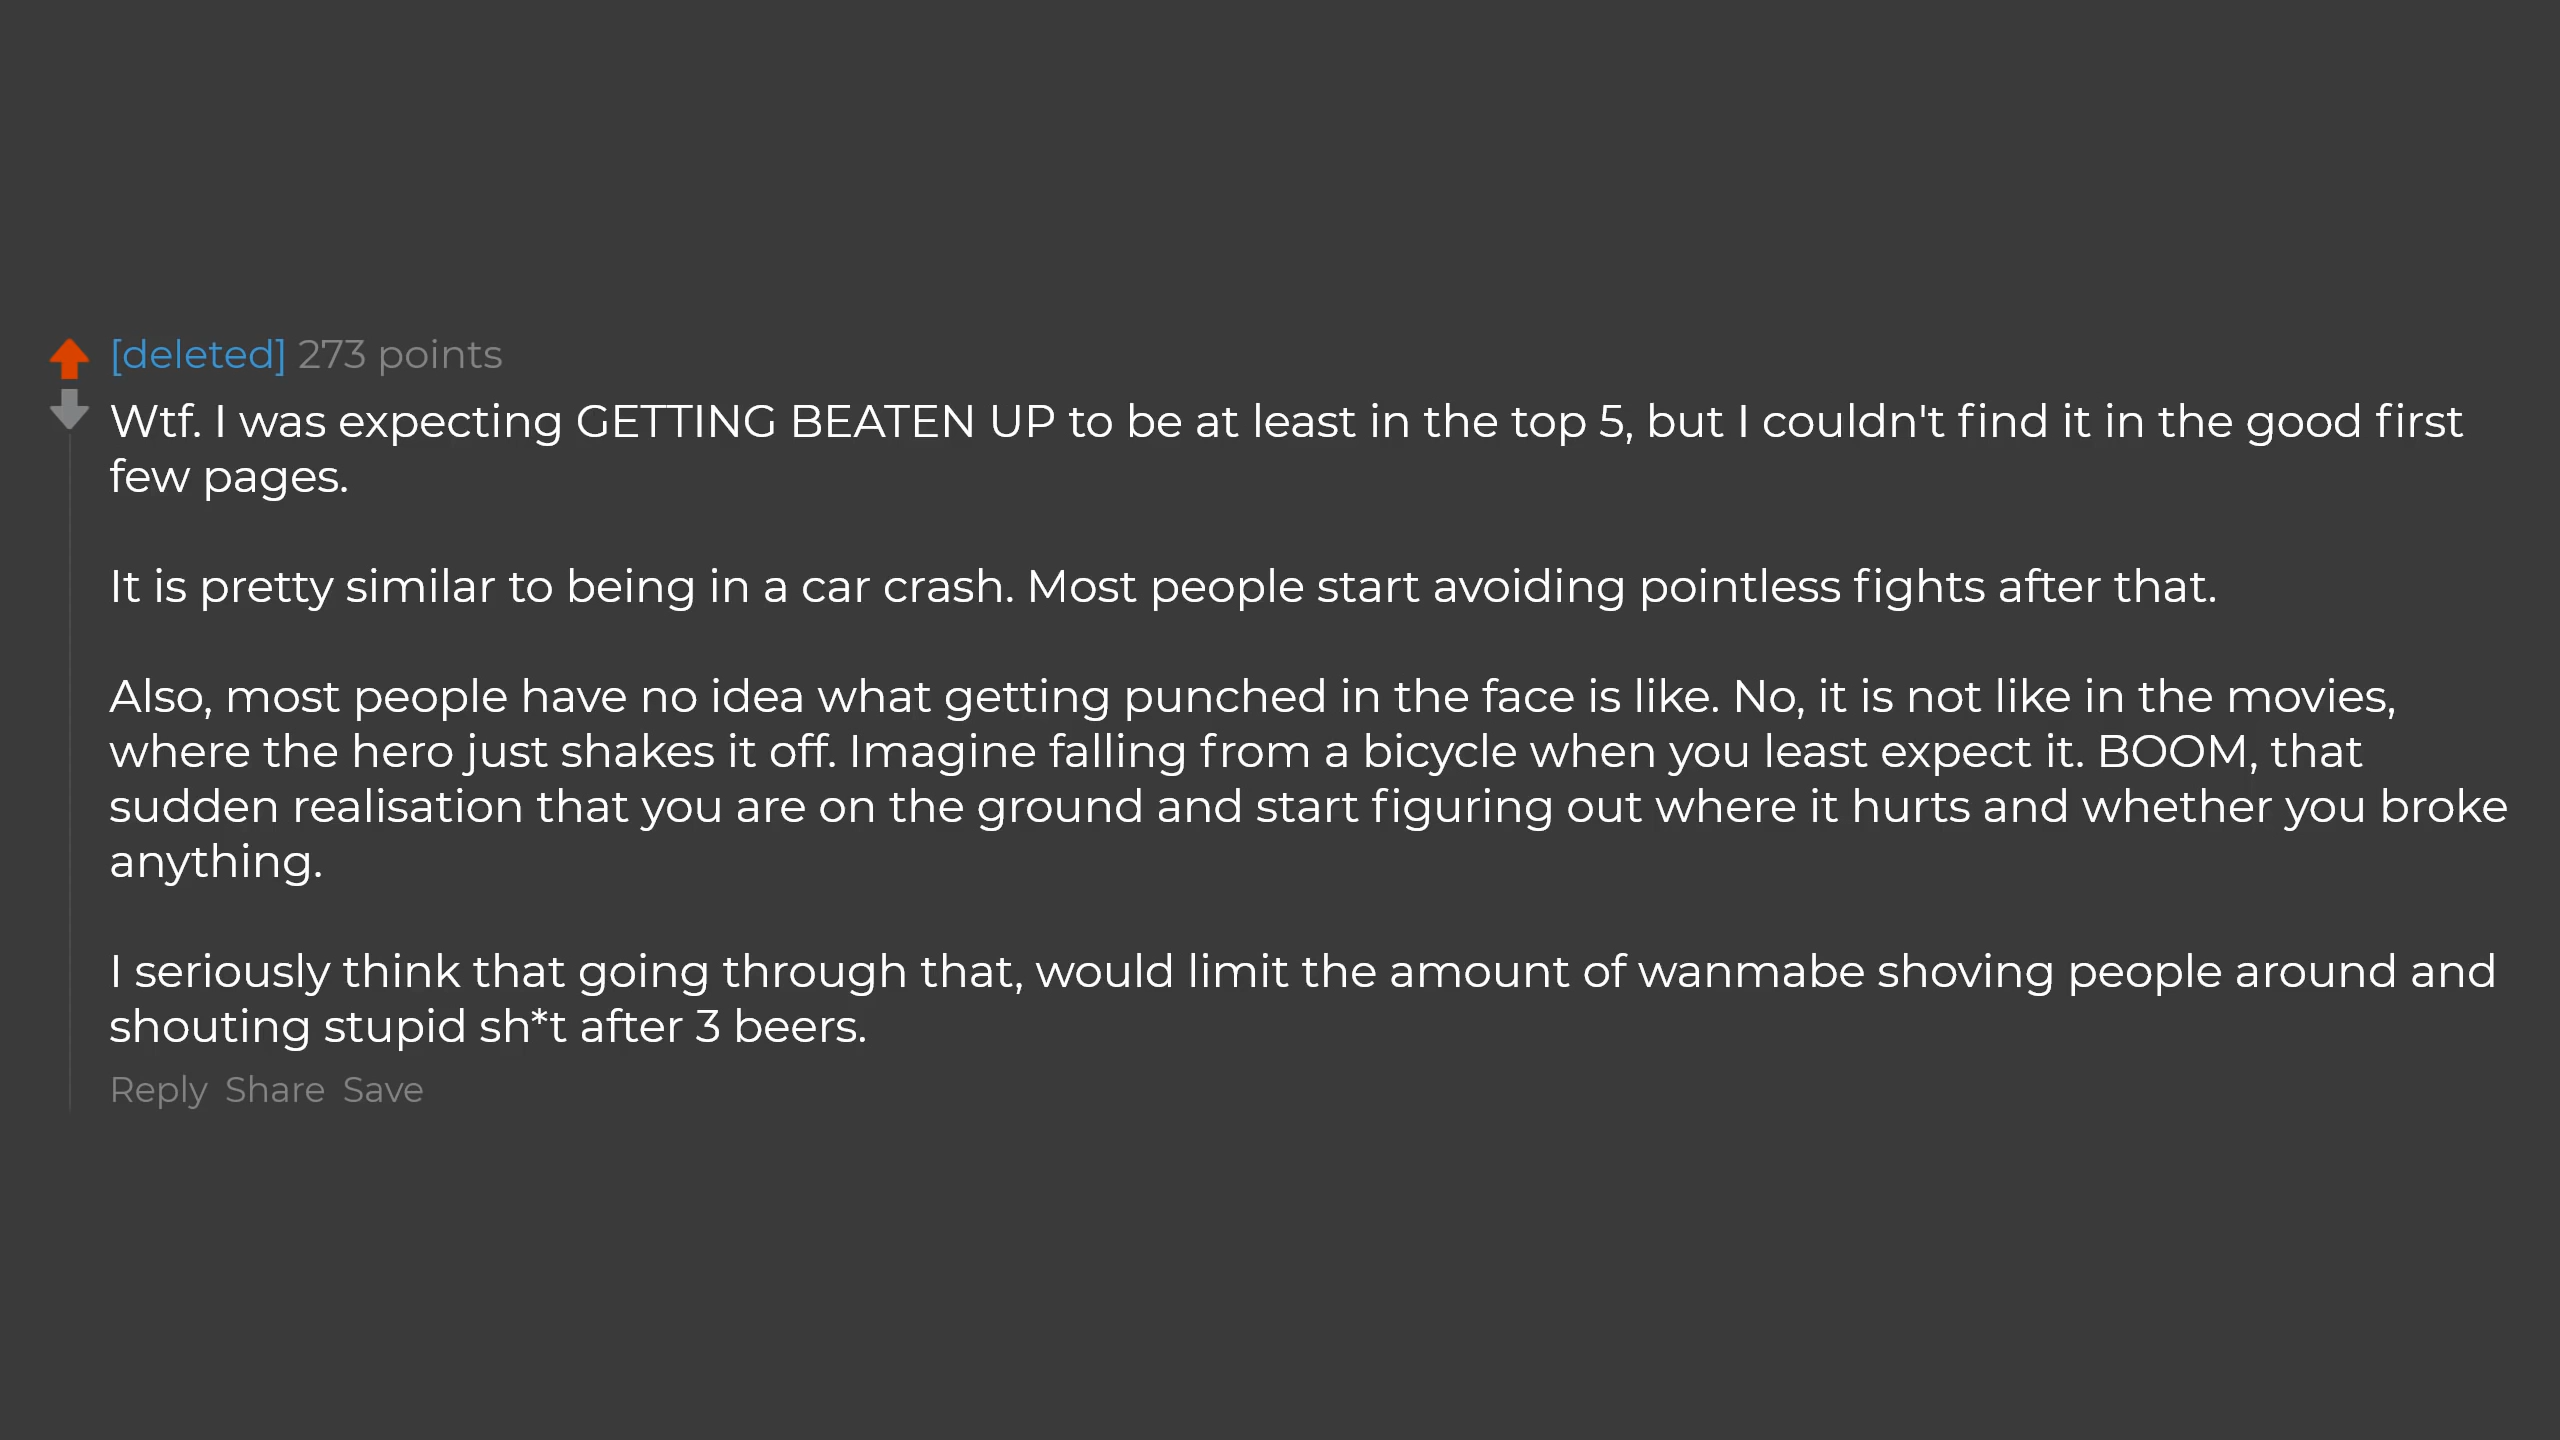 [deleted] 273 points
Wtf. I was expecting GETTING BEATEN UP to be at least in the top 5, but I couldn't find it in the good first
few pages.
It is pretty similar to being in a car crash. Most people start avoiding pointless fights after that.
Also, most people have no idea what getting punched in the face is like. No, it is not like in the movies,
where the hero just shakes it off. Imagine falling from a bicycle when you least expect it. BOOM, that
sudden realisation that you are on the ground and start figuring out where it hurts and whether you broke
anything.
I seriously think that going through that, would limit the amount of wanmabe shoving people around and
shouting stupid sh*t after 3 beers.
Reply Share Save